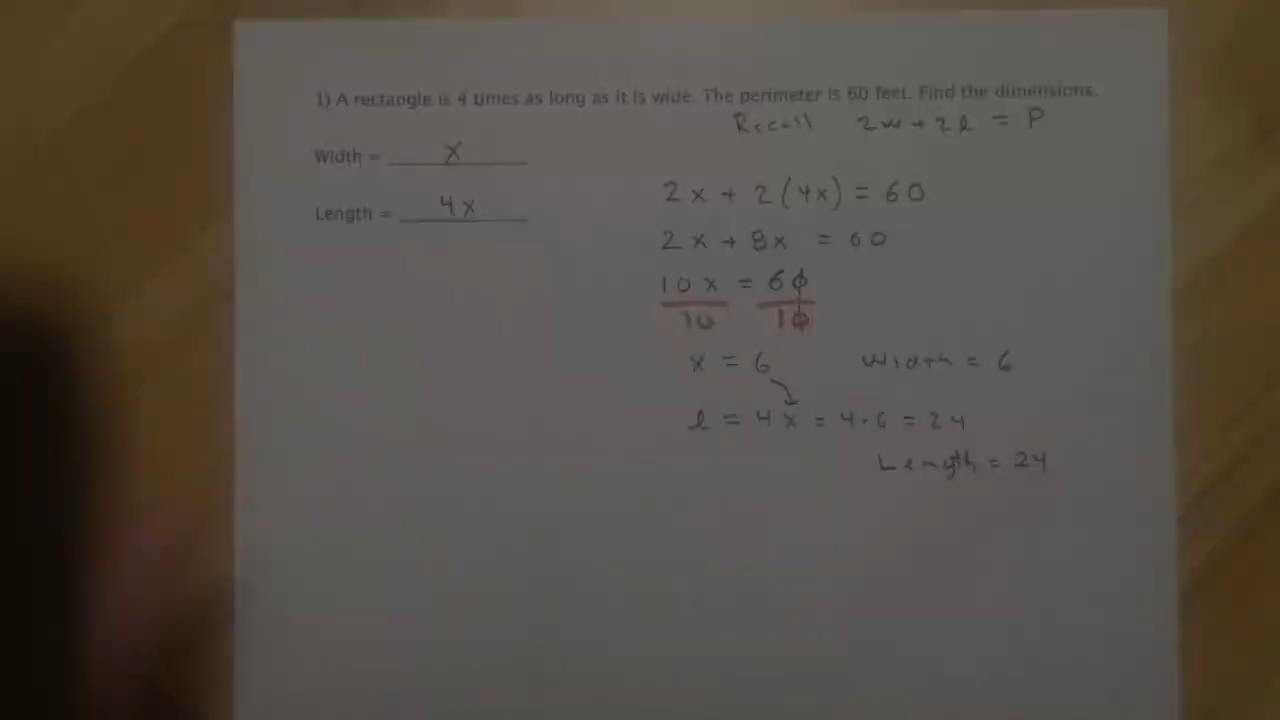 1) A rectangle is 4 times as long as it is wide. The perimeter is 60 feet. Find the dimensions.
Recall 2w + 2l = P
Width = x
Length = 4x
2x + 2(4x) = 60
2x + 8x = 60
10x = 60
10 10
x = 6 Width = 6
l = 4x = 4·6 = 24
Length = 24